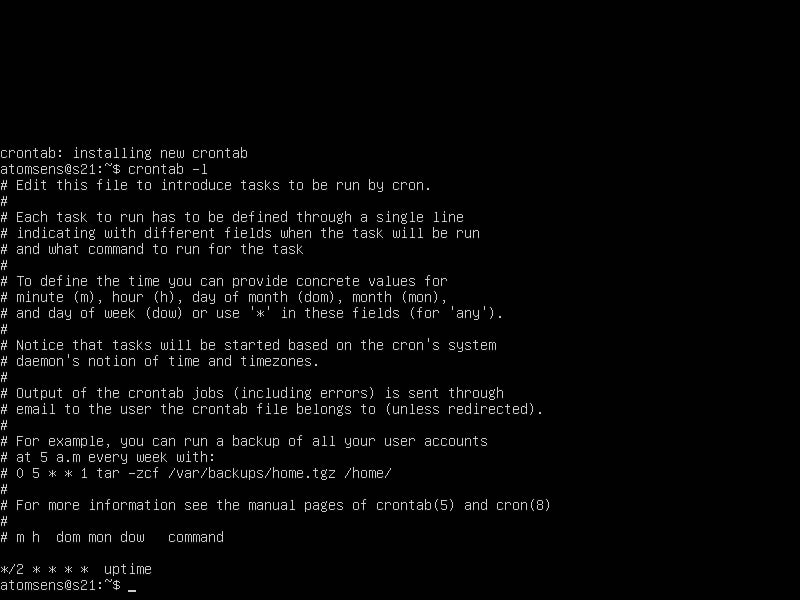 crontab: installing new crontab
atomsens@s21:~$ crontab -l
# Edit this file to introduce tasks to be run by cron.
#
# Each task to run has to be defined through a single line
# indicating with different fields when the task will be run
# and what command to run for the task
#
# To define the time you can provide concrete values for
# minute (m), hour (h), day of month (dom), month (mon),
# and day of week (dow) or use '*' in these fields (for 'any').
#
# Notice that tasks will be started based on the cron's system
# daemon's notion of time and timezones.
#
# Output of the crontab jobs (including errors) is sent through
# email to the user the crontab file belongs to (unless redirected).
#
# For example, you can run a backup of all your user accounts
# at 5 a.m every week with:
# 0 5 * * 1 tar -zcf /var/backups/home.tgz /home/
#
# For more information see the manual pages of crontab(5) and cron(8)
#
# m h  dom mon dow   command
*/2 * * * *  uptime
atomsens@s21:~$ _